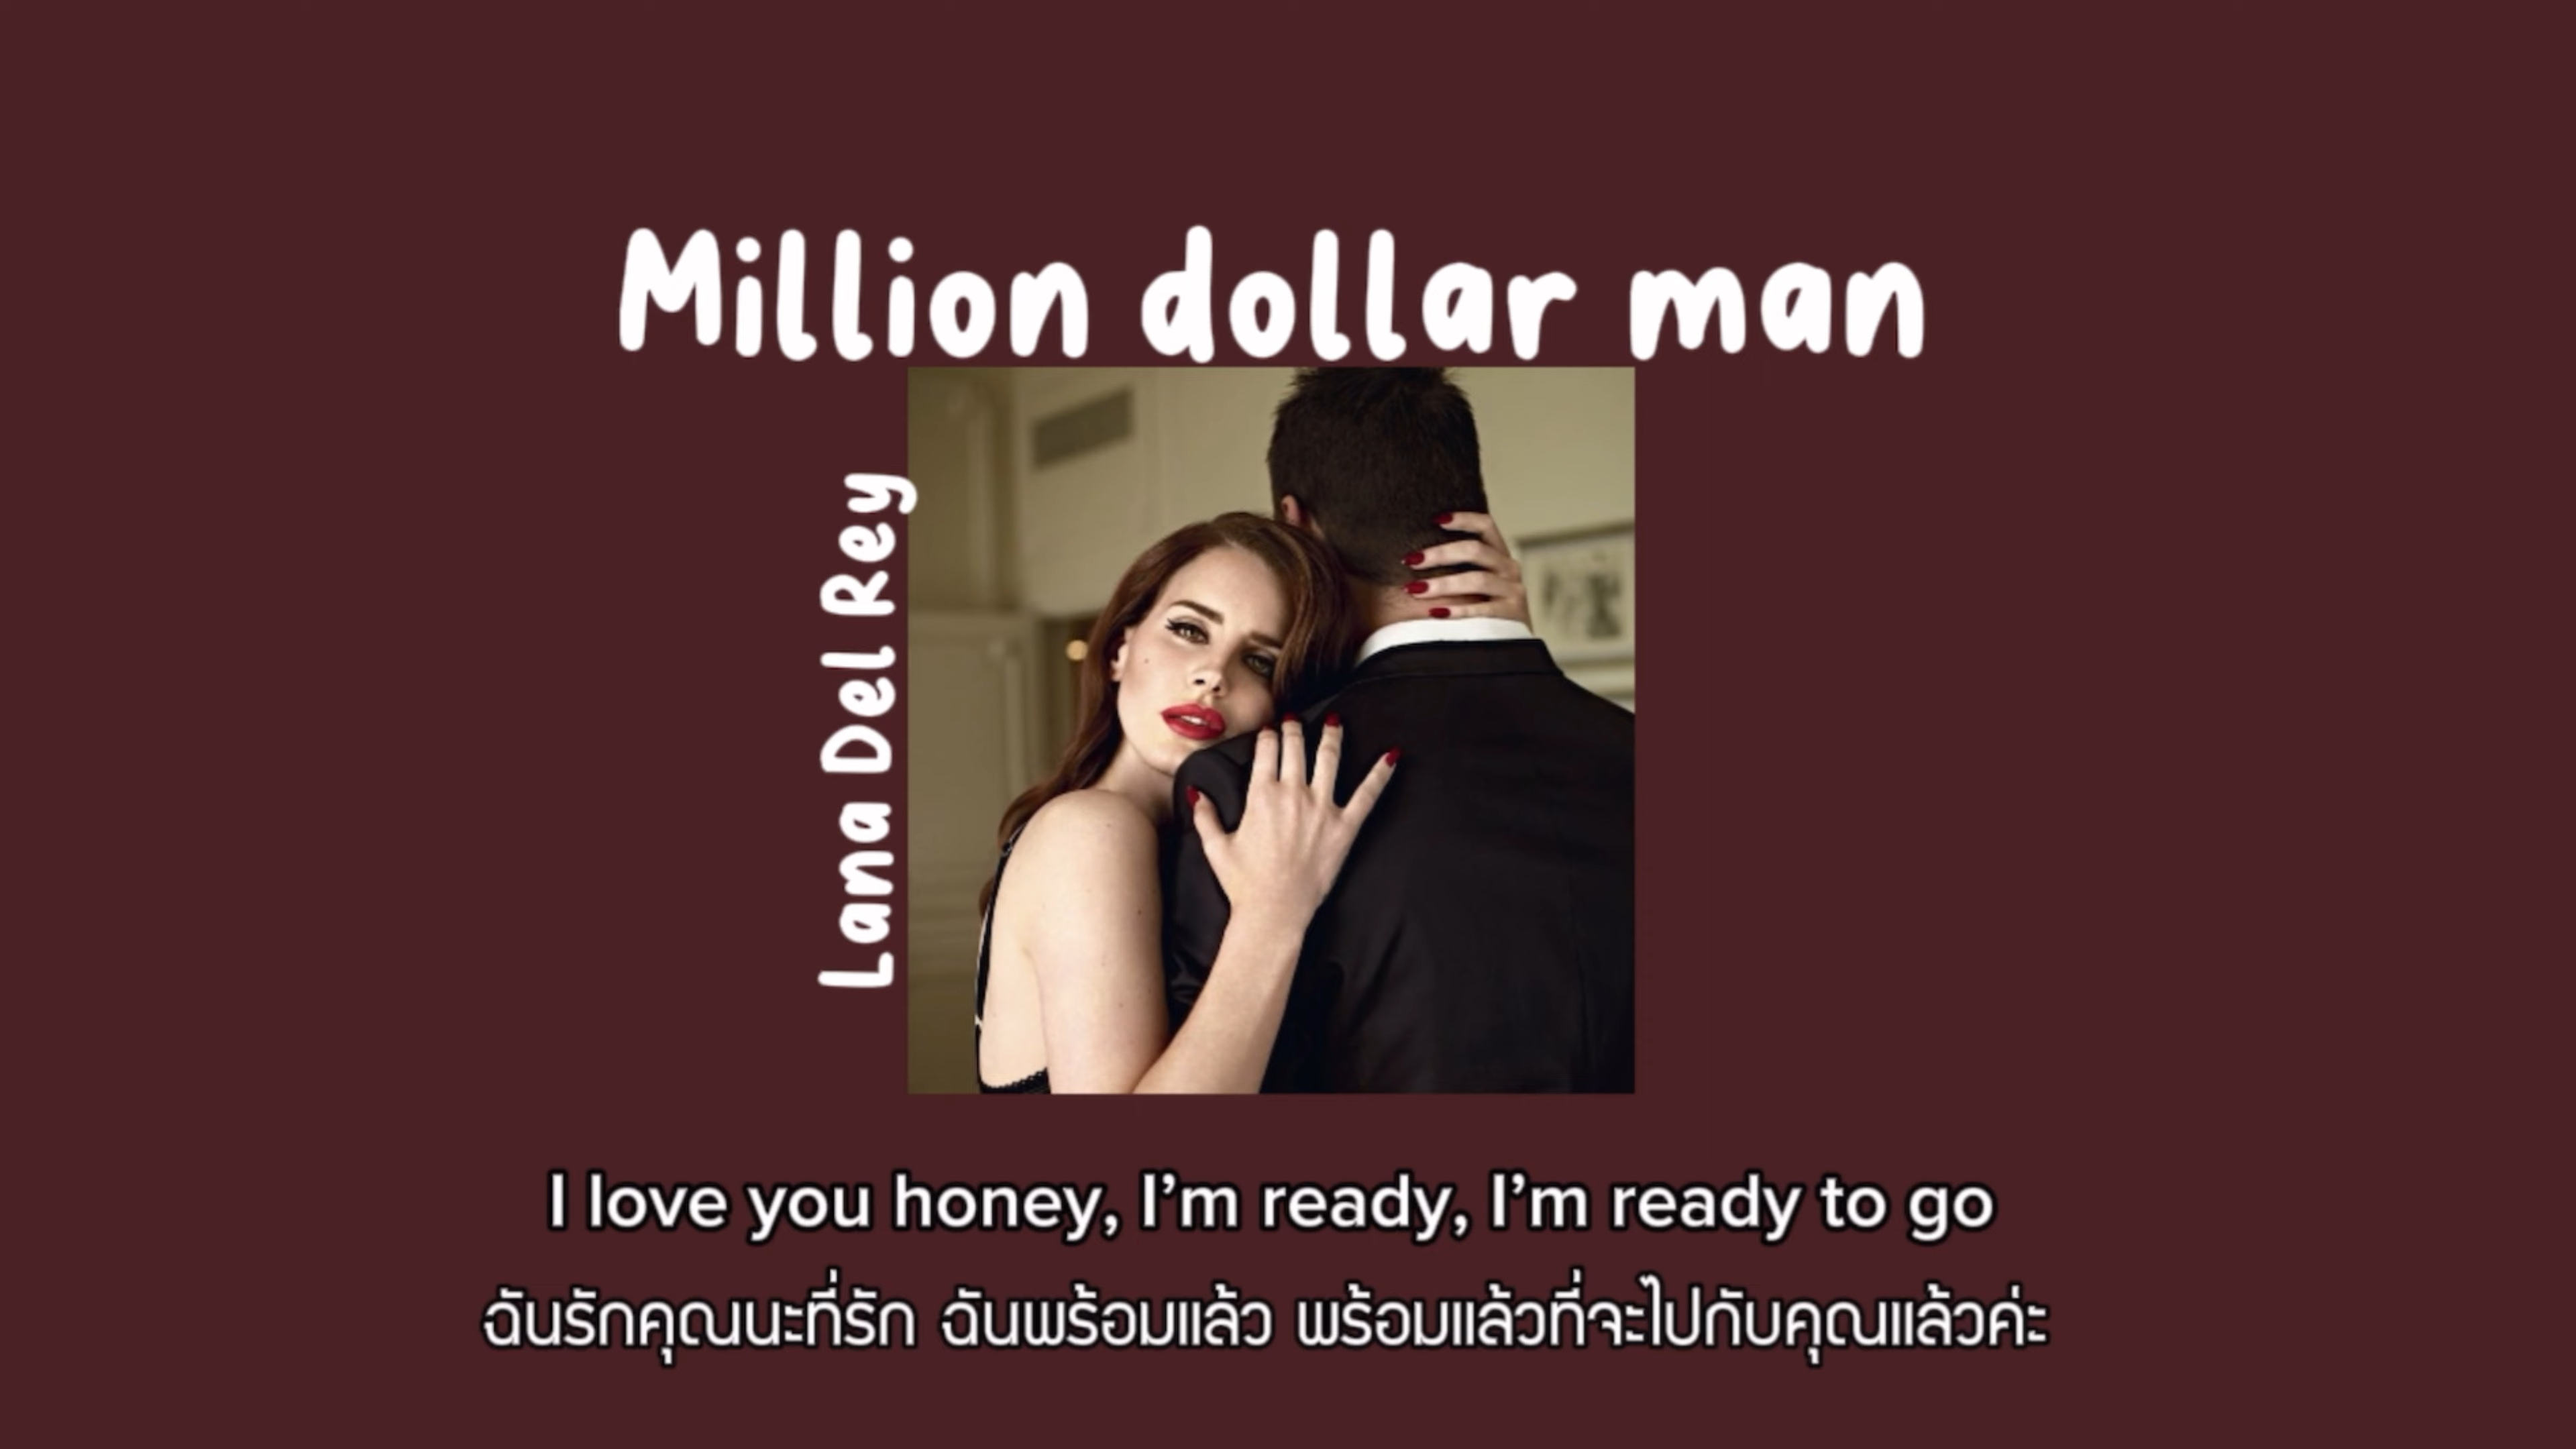 Million dollar man
Lana Del Rey
I love you honey, I'm ready, I'm ready to go
ฉันรักคุณนะที่รัก ฉันพร้อมแล้ว พร้อมแล้วที่จะไปกับคุณแล้วค่ะ